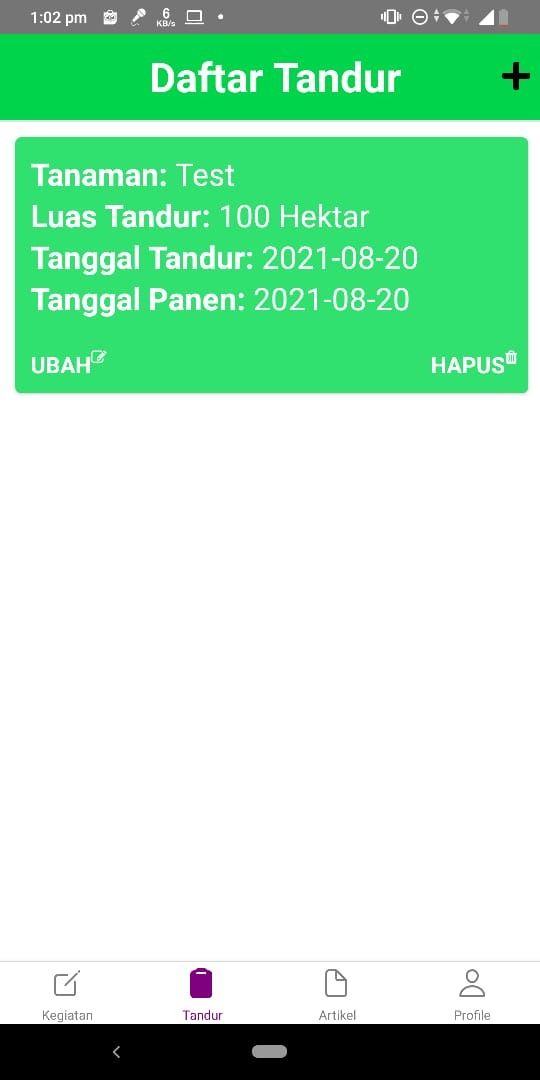 1:02 pm
6
KB/s
Daftar Tandur
Tanaman: Test
Luas Tandur: 100 Hektar
Tanggal Tandur: 2021-08-20
Tanggal Panen: 2021-08-20
UBAH
HAPUS
Kegiatan
Tandur
Artikel
Profile